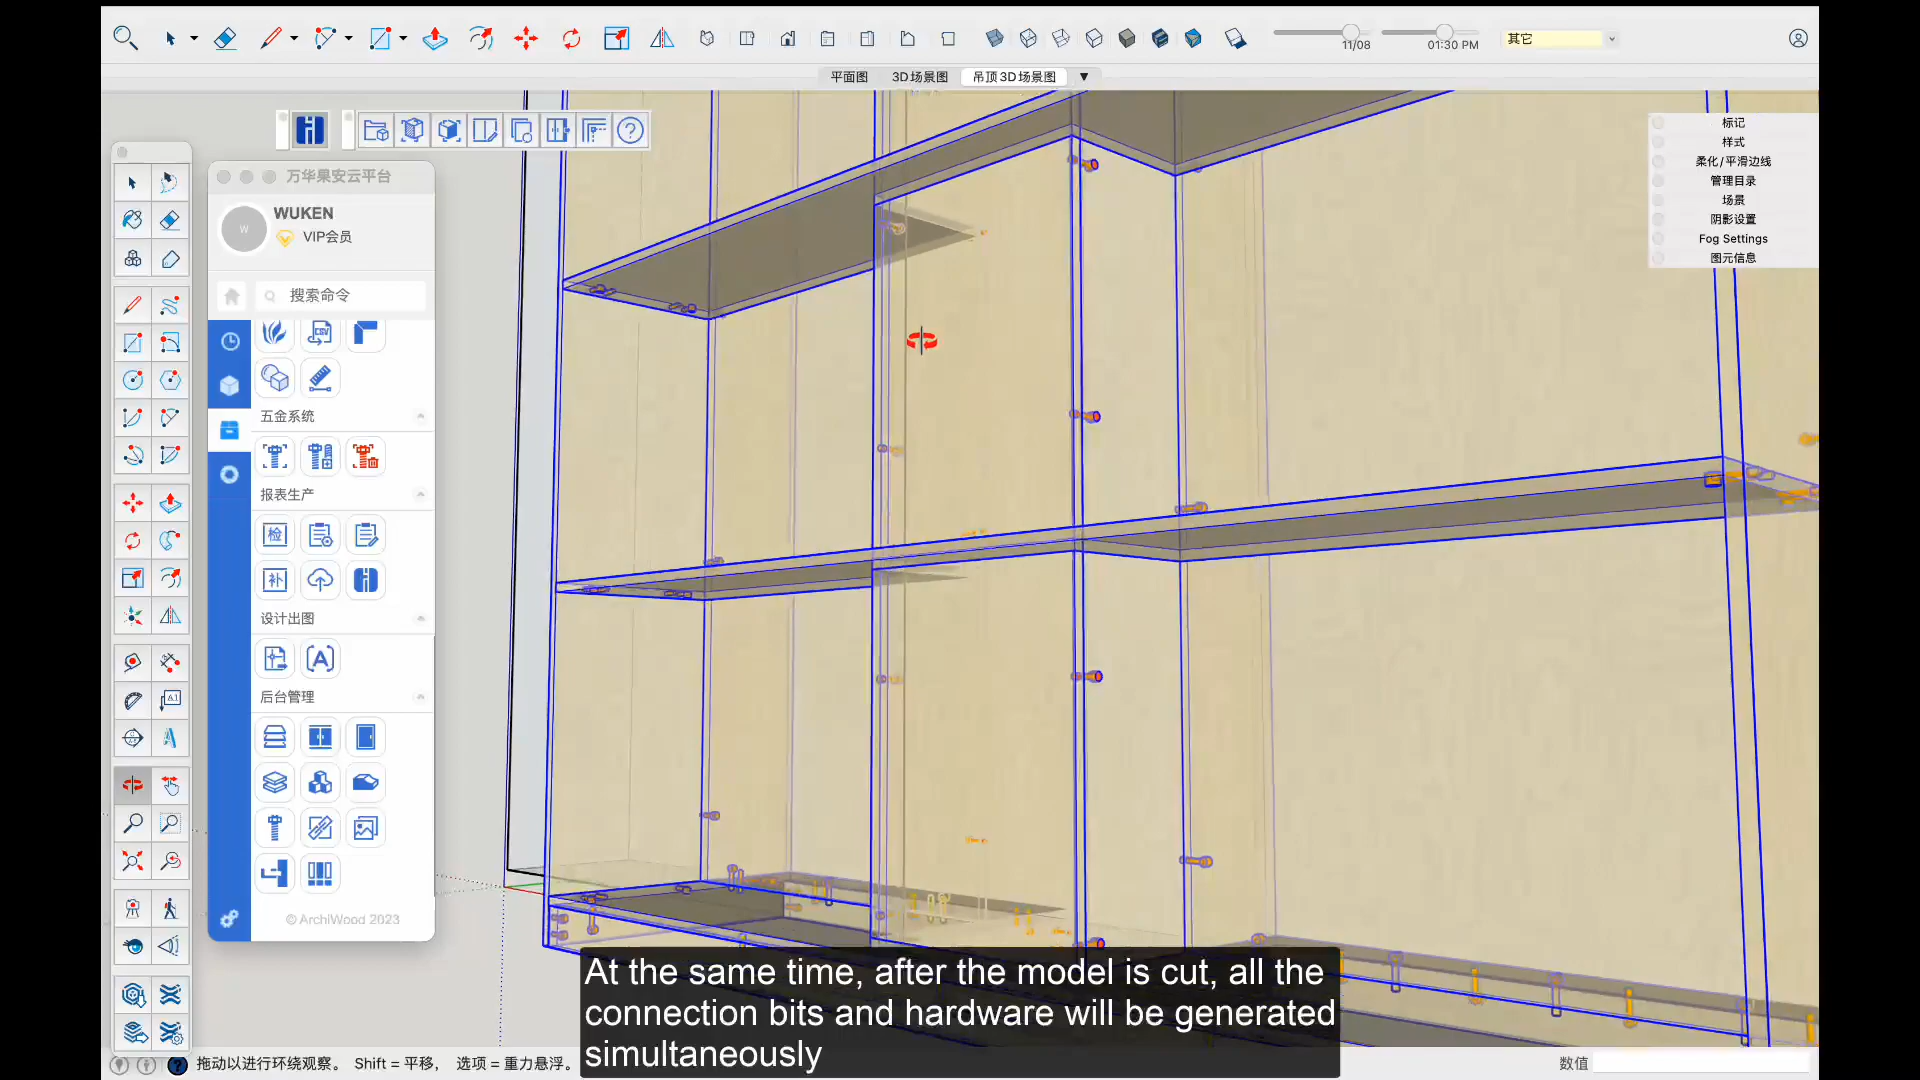 11/08
01:30 PM
其它
平面图
3D场景图
吊顶3D场景图
万华果安云平台
W
WUKEN
VIP会员
搜索命令
CSV
五金系统
报表生产
检
补
设计出图
A
后台管理
© ArchiWood 2023
标记
样式
柔化/平滑边线
管理目录
场景
阴影设置
Fog Settings
图元信息
At the same time, after the model is cut, all the
connection bits and hardware will be generated
simultaneously
拖动以进行环绕观察。 Shift = 平移， 选项 = 重力悬浮。
数值